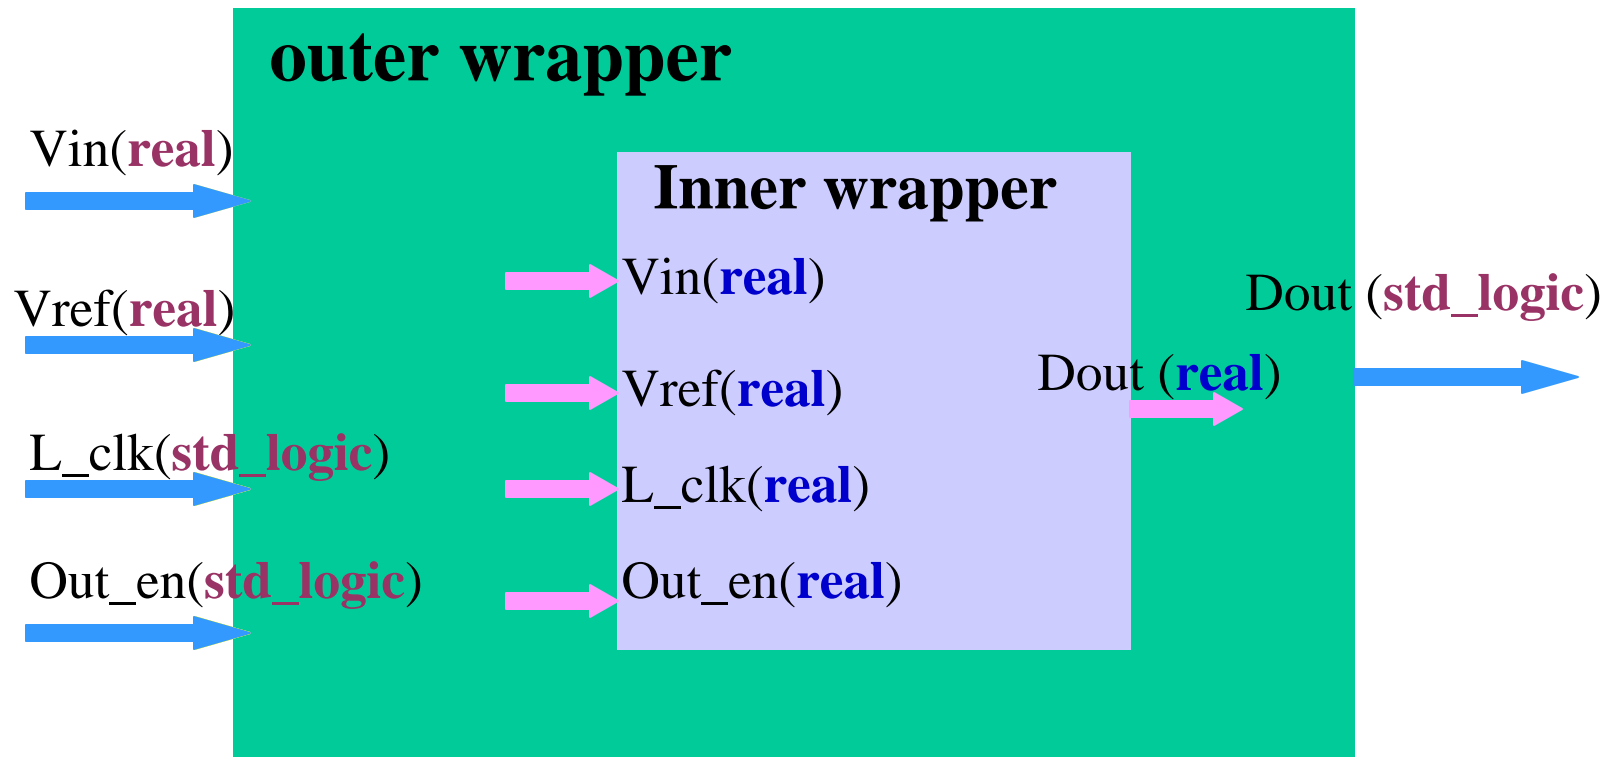 outer wrapper
Vin(real)
Inner wrapper
Vin(real)
Vref(real)
Dout (std_logic)
Vref(real)
Dout (real)
L_clk(std_logic)
L_clk(real)
Out_en(std_logic)
Out_en(real)